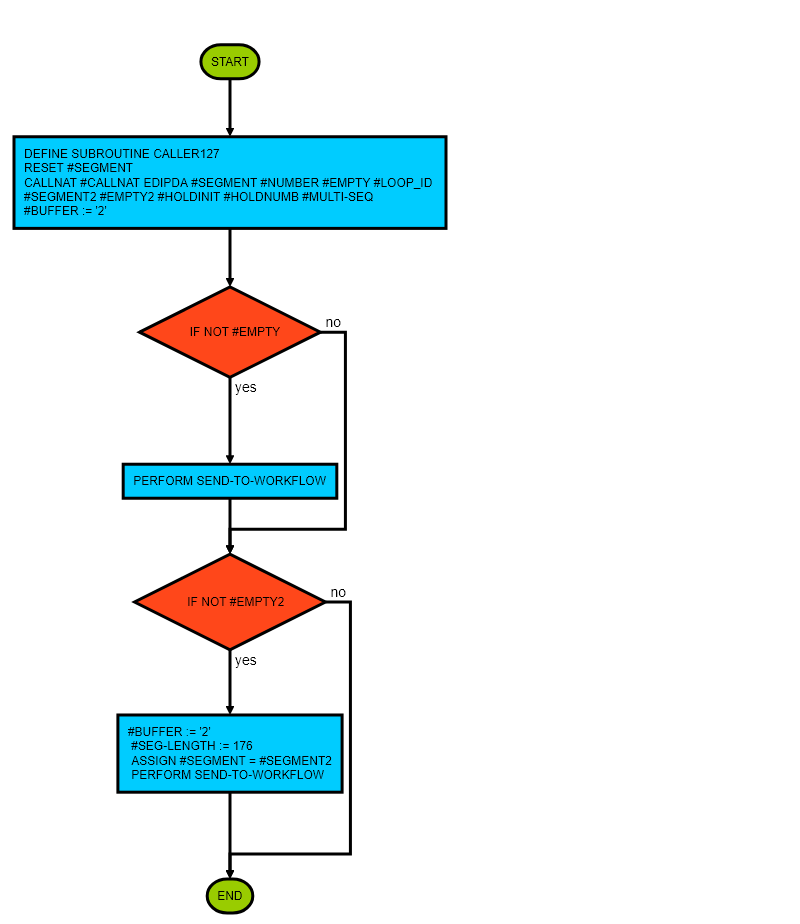 START
DEFINE SUBROUTINE CALLER127
RESET #SEGMENT
CALLNAT #CALLNAT EDIPDA #SEGMENT #NUMBER #EMPTY #LOOP_ID
#SEGMENT2 #EMPTY2 #HOLDINIT #HOLDNUMB #MULTI-SEQ
#BUFFER := '2'
IF NOT #EMPTY
no
yes
PERFORM SEND-TO-WORKFLOW
IF NOT #EMPTY2
no
yes
#BUFFER := '2'
#SEG-LENGTH := 176
ASSIGN #SEGMENT = #SEGMENT2
PERFORM SEND-TO-WORKFLOW
END